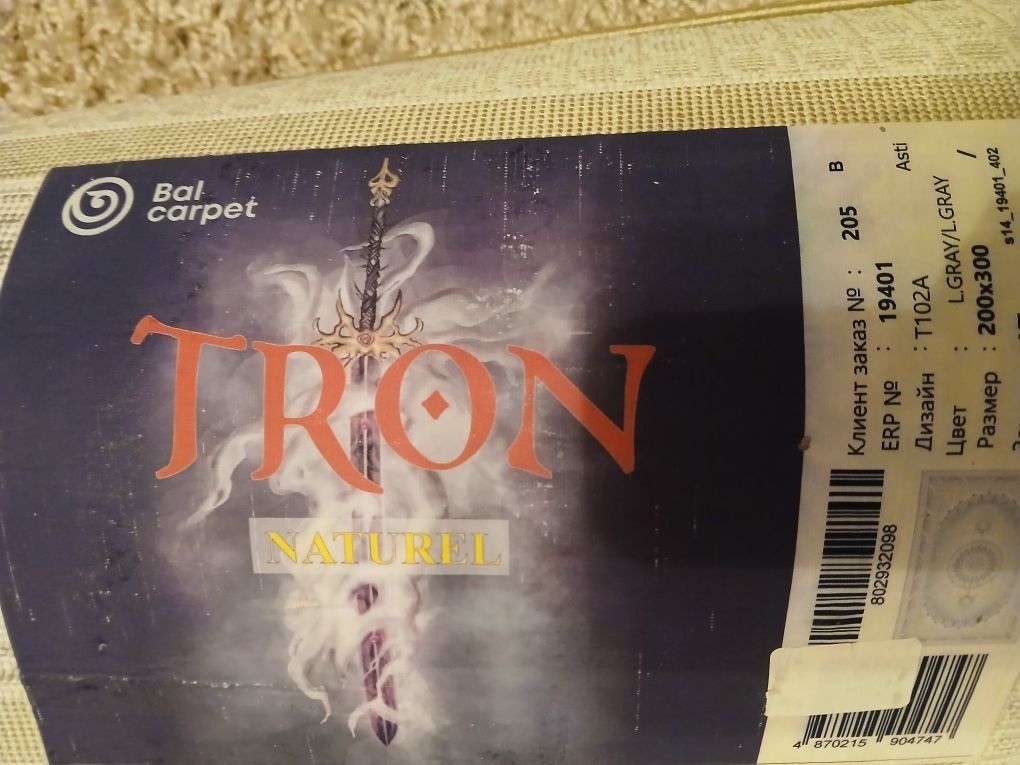 Bal
carpet
TRON
NATUREL
Клиент заказ № : 205 B
ERP № : 19401 Asti
Дизайн : T102A
Цвет : L.GRAY/L.GRAY /
Размер : 200x300 s14_19401_402
802932098
4 870215 904747